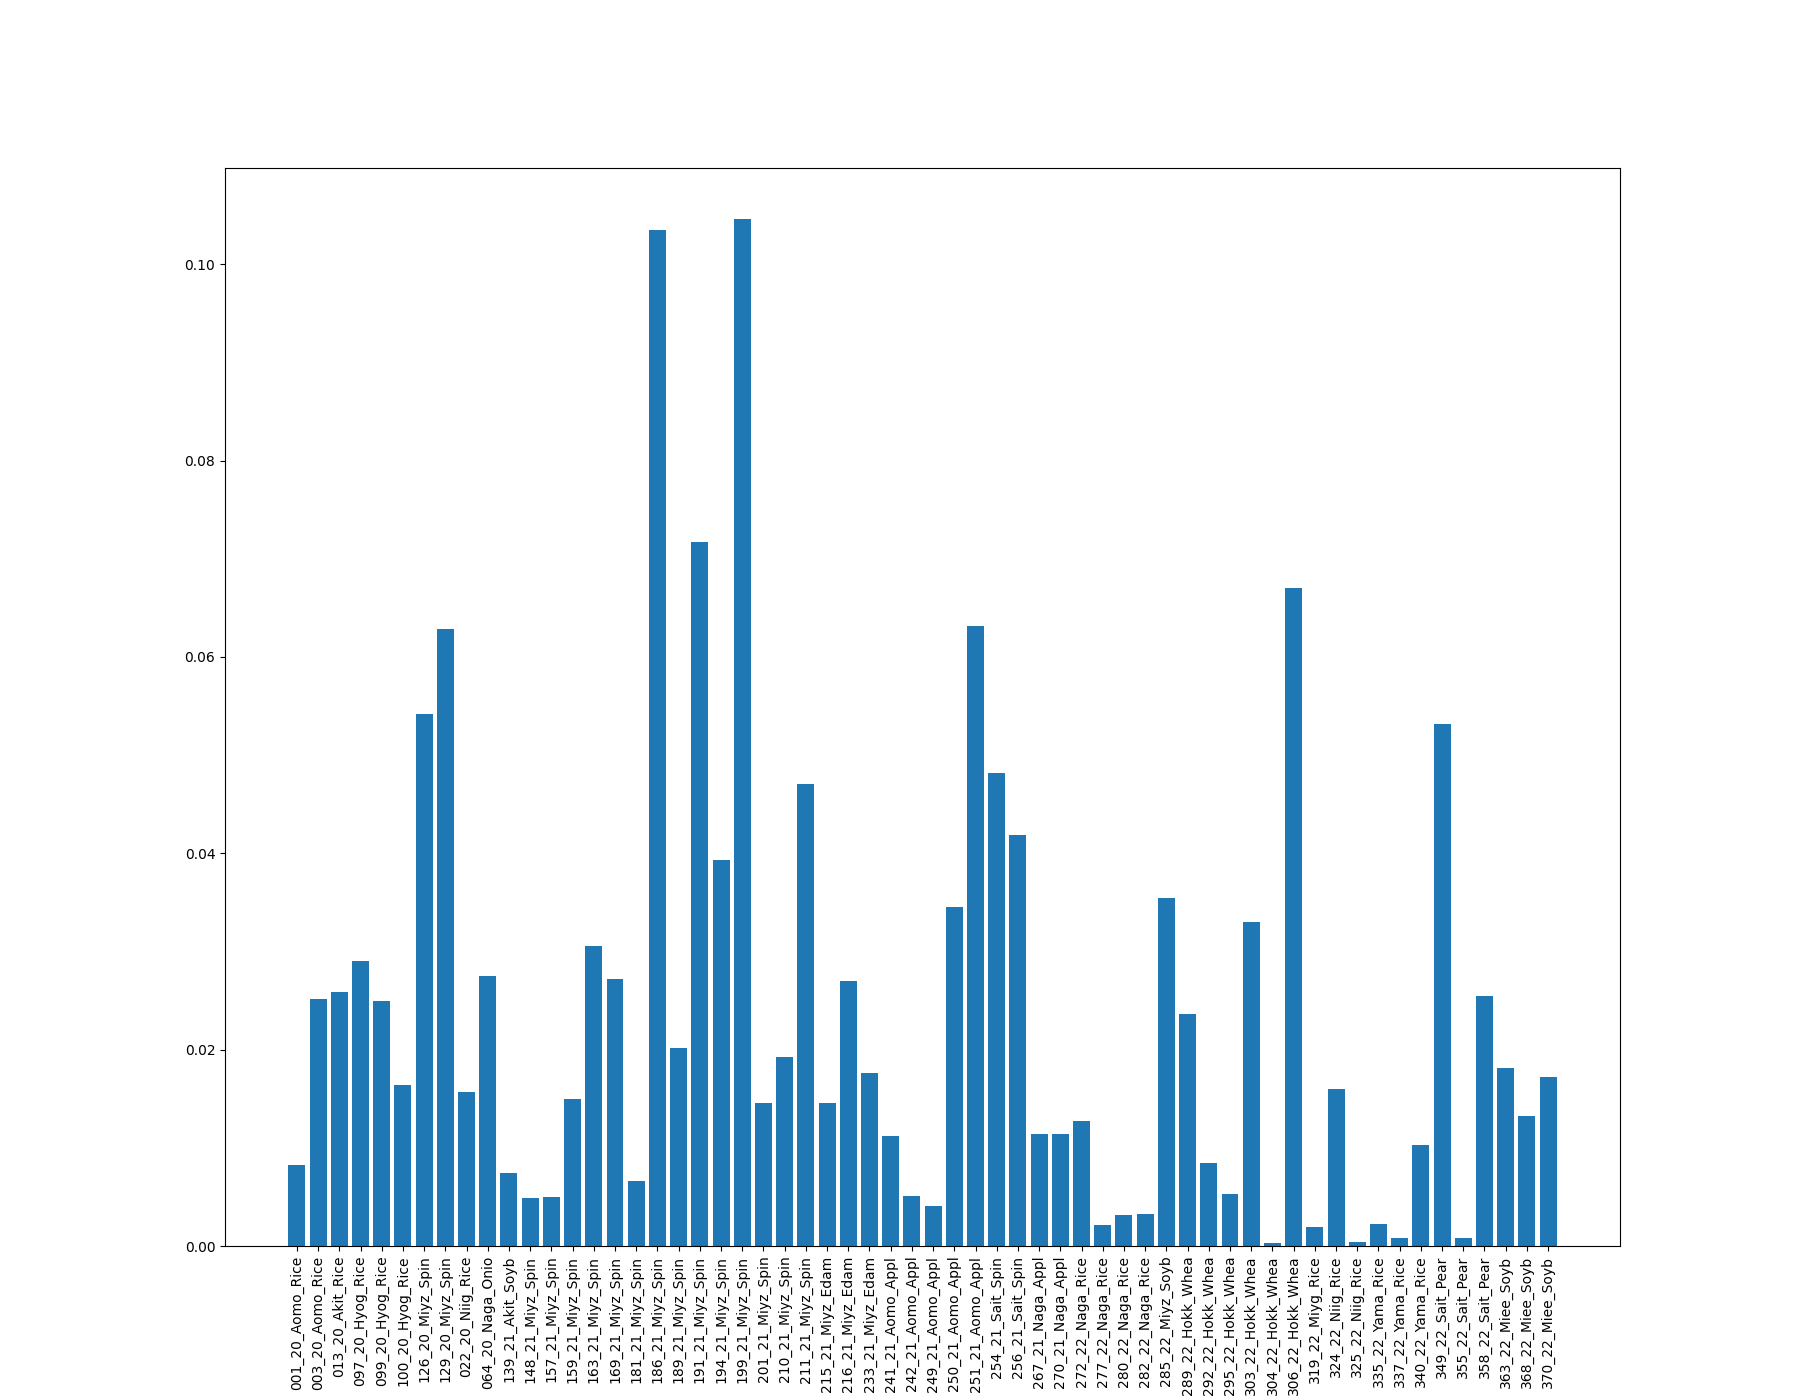 0.10
0.08
0.06
0.04
0.02
0.00
001_20_Aomo_Rice
003_20_Aomo_Rice
013_20_Akit_Rice
097_20_Hyog_Rice
099_20_Hyog_Rice
100_20_Hyog_Rice
126_20_Miyz_Spin
129_20_Miyz_Spin
022_20_Niig_Rice
064_20_Naga_Onio
139_21_Akit_Soyb
148_21_Miyz_Spin
157_21_Miyz_Spin
159_21_Miyz_Spin
163_21_Miyz_Spin
169_21_Miyz_Spin
181_21_Miyz_Spin
186_21_Miyz_Spin
189_21_Miyz_Spin
191_21_Miyz_Spin
194_21_Miyz_Spin
199_21_Miyz_Spin
201_21_Miyz_Spin
210_21_Miyz_Spin
211_21_Miyz_Spin
215_21_Miyz_Edam
216_21_Miyz_Edam
233_21_Miyz_Edam
241_21_Aomo_Appl
242_21_Aomo_Appl
249_21_Aomo_Appl
250_21_Aomo_Appl
251_21_Aomo_Appl
254_21_Sait_Spin
256_21_Sait_Spin
267_21_Naga_Appl
270_21_Naga_Appl
272_22_Naga_Rice
277_22_Naga_Rice
280_22_Naga_Rice
282_22_Naga_Rice
285_22_Miyz_Soyb
289_22_Hokk_Whea
292_22_Hokk_Whea
295_22_Hokk_Whea
303_22_Hokk_Whea
304_22_Hokk_Whea
306_22_Hokk_Whea
319_22_Miyg_Rice
324_22_Niig_Rice
325_22_Niig_Rice
335_22_Yama_Rice
337_22_Yama_Rice
340_22_Yama_Rice
349_22_Sait_Pear
355_22_Sait_Pear
358_22_Sait_Pear
363_22_Miee_Soyb
368_22_Miee_Soyb
370_22_Miee_Soyb